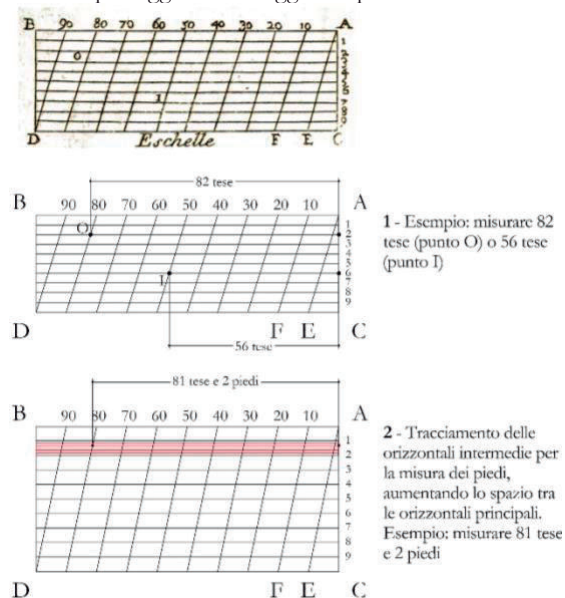 B 90 80 70 60 50 40 30 20 10 A
1
2
O
3
4
5
6
I
7
8
9
D Eschelle F E C
82 tese
B 90 80 70 60 50 40 30 20 10 A
1
O 2
3
4
5
I 6
7
8
9
D F E C
56 tese
1 - Esempio: misurare 82
tese (punto O) o 56 tese
(punto I)
81 tese e 2 piedi
B 90 80 70 60 50 40 30 20 10 A
1
2
3
4
5
6
7
8
9
D F E C
2 - Tracciamento delle
orizzontali intermedie per
la misura dei piedi,
aumentando lo spazio tra
le orizzontali principali.
Esempio: misurare 81 tese
e 2 piedi